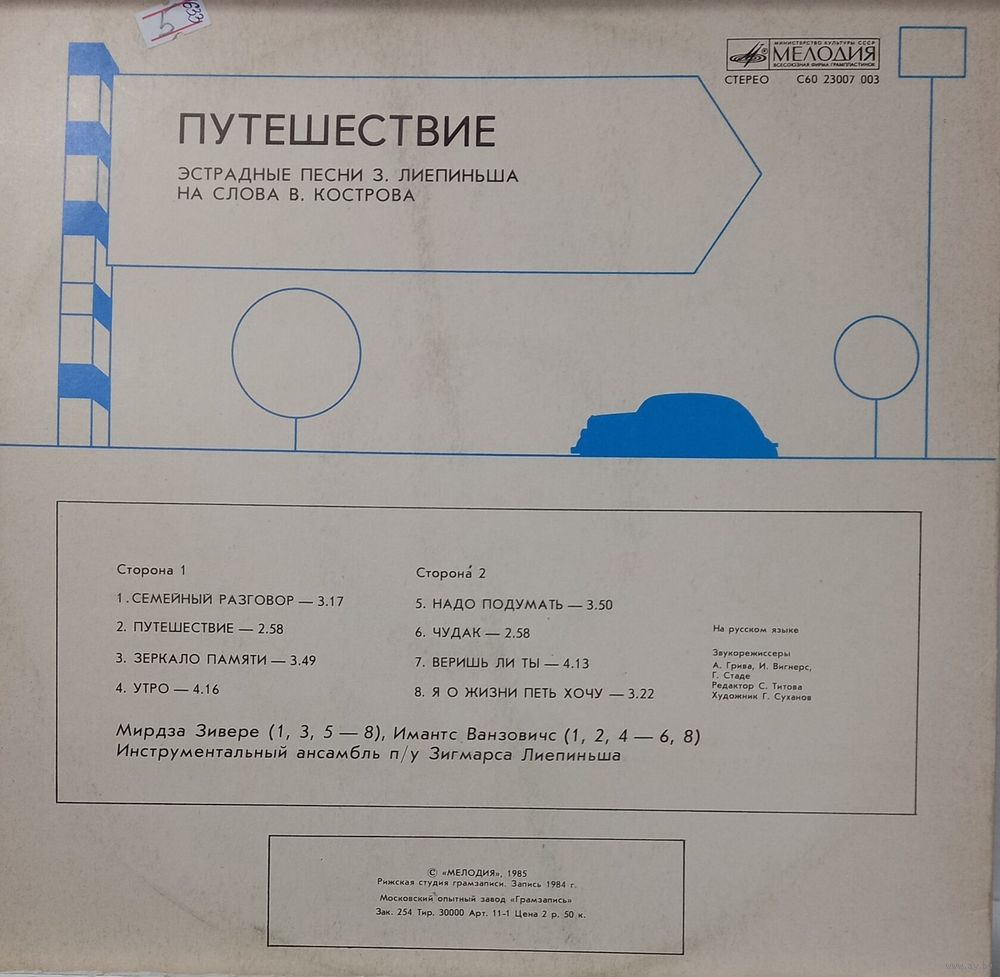 5
633
МИНИСТЕРСТВО КУЛЬТУРЫ СССР
МЕЛОДИЯ
ВСЕСОЮЗНАЯ ФИРМА ГРАМПЛАСТИНОК
СТЕРЕО С60 23007 003
ПУТЕШЕСТВИЕ
ЭСТРАДНЫЕ ПЕСНИ З. ЛИЕПИНЬША
НА СЛОВА В. КОСТРОВА
Сторона 1
1. СЕМЕЙНЫЙ РАЗГОВОР — 3.17
2. ПУТЕШЕСТВИЕ — 2.58
3. ЗЕРКАЛО ПАМЯТИ — 3.49
4. УТРО — 4.16
Сторона 2
5. НАДО ПОДУМАТЬ — 3.50
6. ЧУДАК — 2.58
7. ВЕРИШЬ ЛИ ТЫ — 4.13
8. Я О ЖИЗНИ ПЕТЬ ХОЧУ — 3.22
На русском языке
Звукорежиссеры
А. Грива, И. Вигнерс,
Г. Стаде
Редактор С. Титова
Художник Г. Суханов
Мирдза Зивере (1, 3, 5 — 8), Имантс Ванзовичс (1, 2, 4 — 6, 8)
Инструментальный ансамбль п/у Зигмарса Лиепиньша
© «МЕЛОДИЯ», 1985
Рижская студия грамзаписи. Запись 1984 г.
Московский опытный завод «Грамзапись»
Зак. 254 Тир. 30000 Арт. 11-1 Цена 2 р. 50 к.